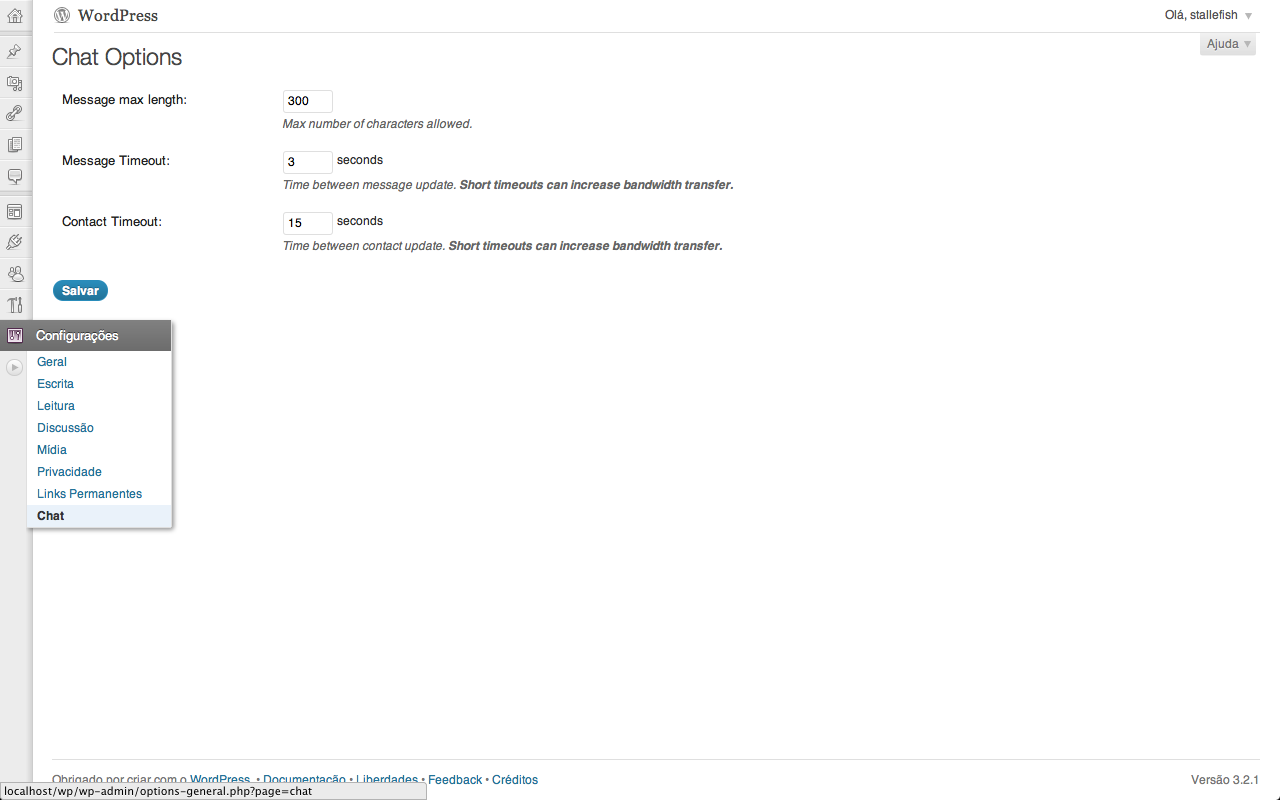 WordPress
Olá, stallefish
Ajuda
Chat Options
Message max length:
300
Max number of characters allowed.
Message Timeout:
3 seconds
Time between message update. Short timeouts can increase bandwidth transfer.
Contact Timeout:
15 seconds
Time between contact update. Short timeouts can increase bandwidth transfer.
Salvar
Configurações
Geral
Escrita
Leitura
Discussão
Mídia
Privacidade
Links Permanentes
Chat
Obrigado por criar com o WordPress. • Documentação • Liberdades • Feedback • Créditos
Versão 3.2.1
localhost/wp/wp-admin/options-general.php?page=chat